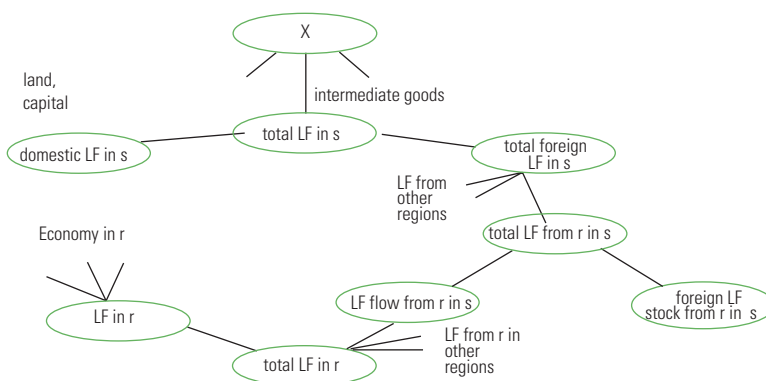 X
land,
capital
intermediate goods
total LF in s
domestic LF in s
total foreign
LF in s
LF from
other
regions
total LF from r in s
Economy in r
LF flow from r in s
foreign LF
stock from r in s
LF in r
LF from r in
other
regions
total LF in r